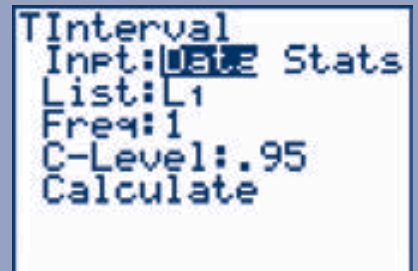 TInterval
Inpt:Data Stats
List:L₁
Freq:1
C-Level:.95
Calculate